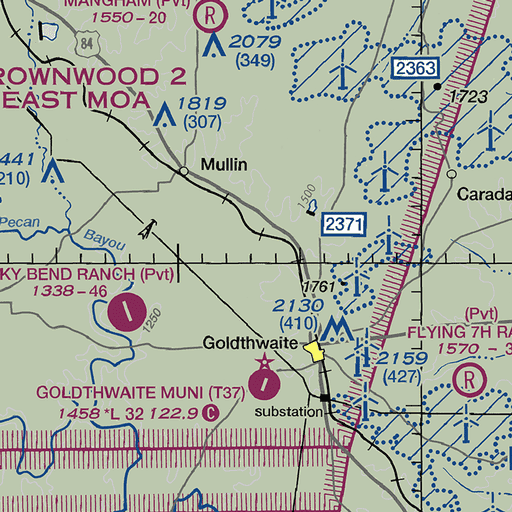 MANGHAM (Pvt)
1550 - 20
R
84
2079
(349)
2363
ROWNWOOD 2
EAST MOA
1723
1819
(307)
441
210)
Mullin
Carada
1500
2371
Pecan
Bayou
KY BEND RANCH (Pvt)
1338 - 46
1761
2130
(410)
1250
(Pvt)
FLYING 7H RA
1570 - 3
Goldthwaite
2159
(427)
R
GOLDTHWAITE MUNI (T37)
1458 *L 32 122.9 C
substation